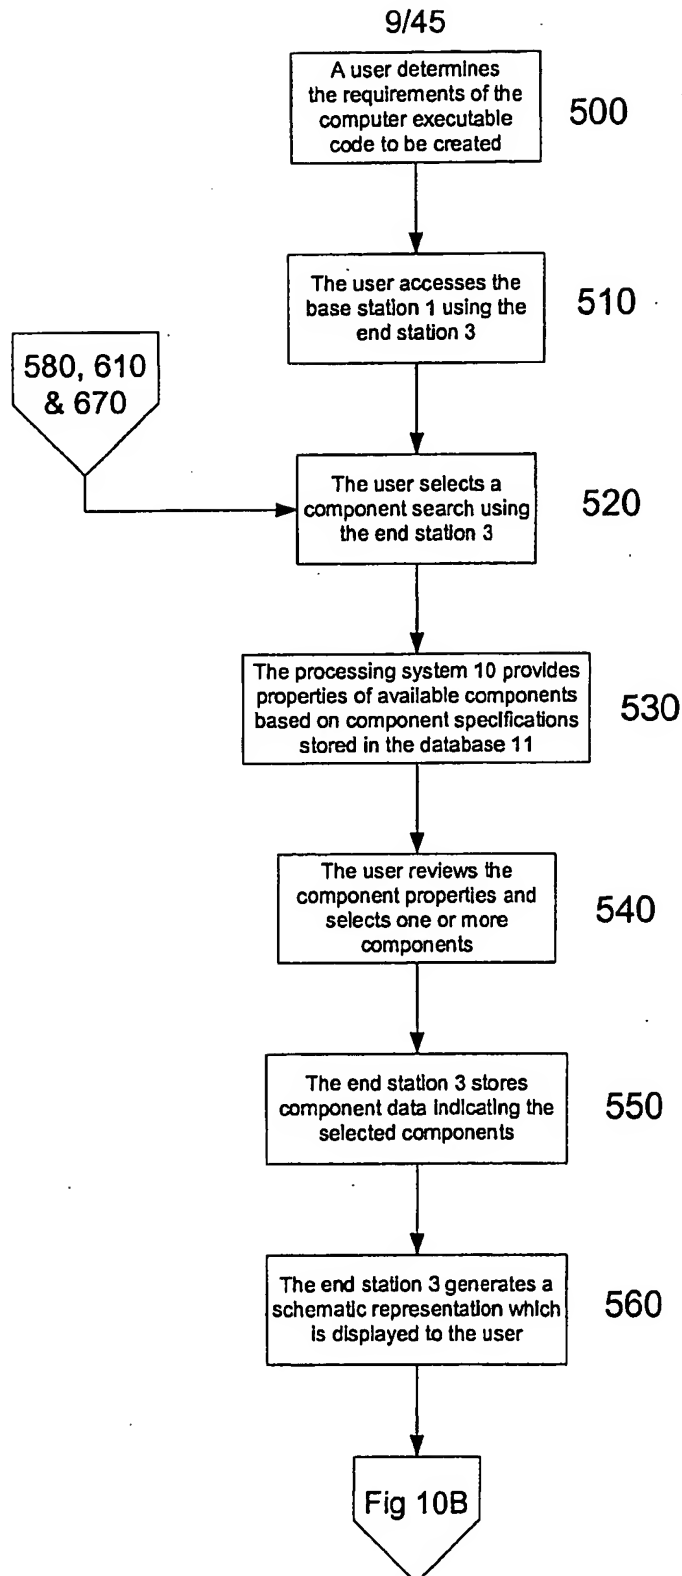 9/45
A user determines
the requirements of the
computer executable
code to be created
500
The user accesses the
base station 1 using the
end station 3
510
580, 610
& 670
The user selects a
component search using
the end station 3
520
The processing system 10 provides
properties of available components
based on component specifications
stored in the database 11
530
The user reviews the
component properties and
selects one or more
components
540
The end station 3 stores
component data indicating the
selected components
550
The end station 3 generates a
schematic representation which
is displayed to the user
560
Fig 10B